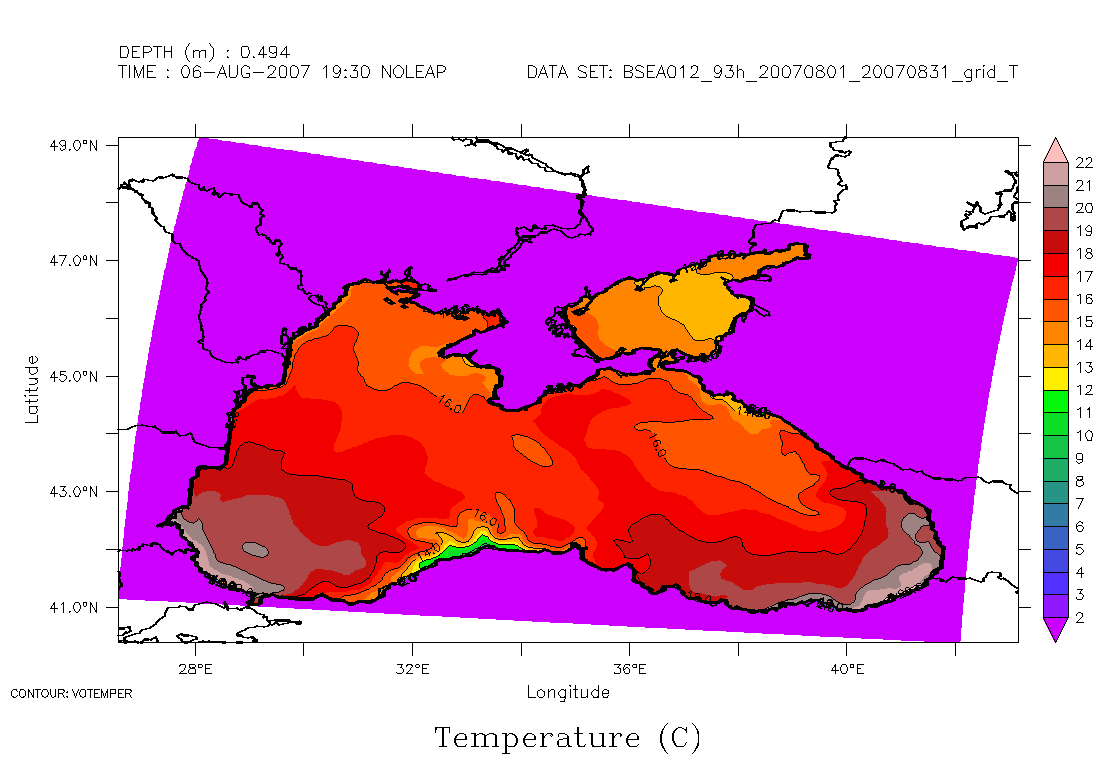 DEPTH (m) : 0.494
TIME : 06-AUG-2007 19:30 NOLEAP
DATA SET: BSEA012_93h_20070801_20070831_grid_T
49.0°N
47.0°N
45.0°N
43.0°N
41.0°N
Latitude
28°E
32°E
36°E
40°E
Longitude
16.0
16.0
16.0
14.0
22
21
20
19
18
17
16
15
14
13
12
11
10
9
8
7
6
5
4
3
2
CONTOUR: VOTEMPER
Temperature (C)